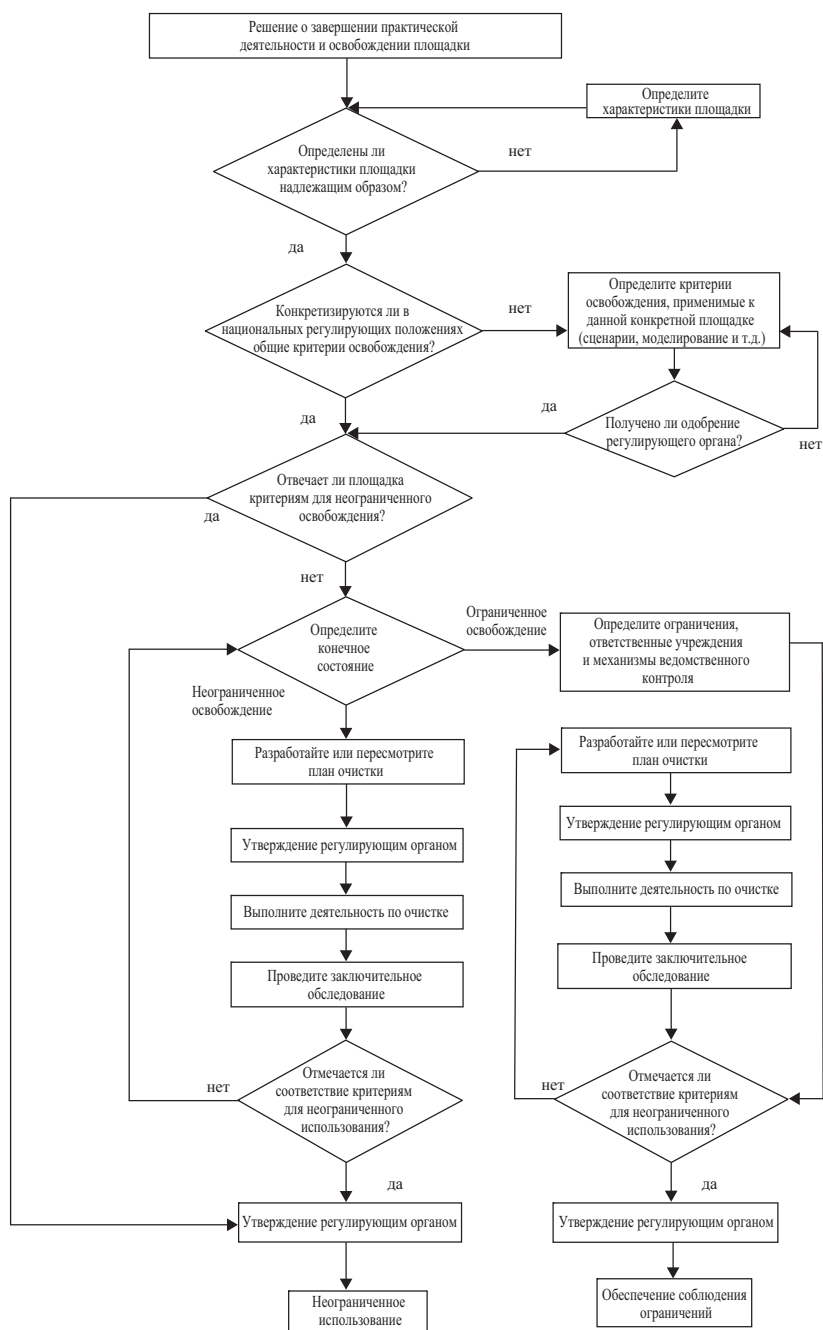 Решение о завершении практической
деятельности и освобождении площадки
Определите
характеристики площадки
Определены ли
характеристики площадки
надлежащим образом?
нет
да
Конкретизируются ли в
национальных регулирующих положениях
общие критерии освобождения?
нет
Определите критерии
освобождения, применимые к
данной конкретной площадке
(сценарии, моделирование и т.д.)
да
да
Получено ли одобрение
регулирующего органа?
нет
Отвечает ли площадка
критериям для неограниченного
освобождения?
да
нет
Определите
конечное
состояние
Ограниченное
освобождение
Определите ограничения,
ответственные учреждения
и механизмы ведомственного
контроля
Неограниченное
освобождение
Разработайте или пересмотрите
план очистки
Утверждение регулирующим органом
Выполните деятельность по очистке
Проведите заключительное
обследование
Отмечается ли
соответствие критериям
для неограниченного
использования?
нет
да
Утверждение регулирующим органом
Неограниченное
использование
Разработайте или пересмотрите
план очистки
Утверждение регулирующим органом
Выполните деятельность по очистке
Проведите заключительное
обследование
Отмечается ли
соответствие критериям
для неограниченного
использования?
нет
да
Утверждение регулирующим органом
Обеспечение соблюдения
ограничений